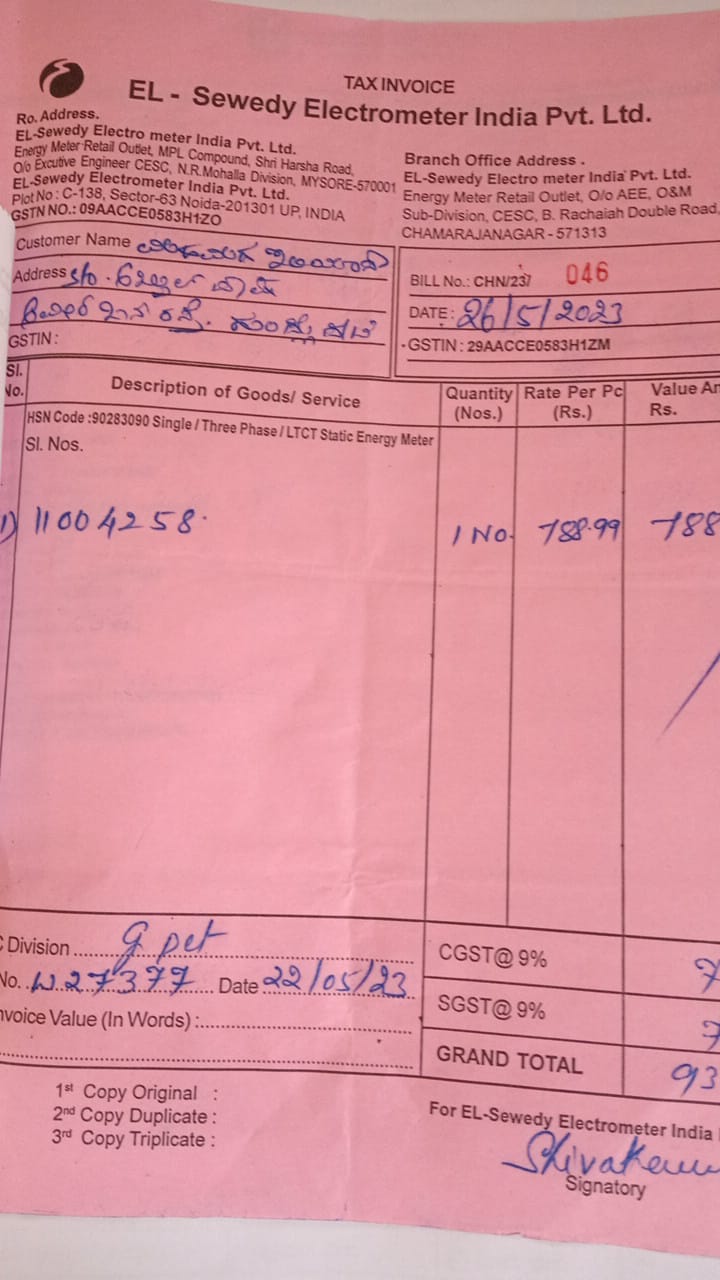 TAX INVOICE
EL - Sewedy Electrometer India Pvt. Ltd.
Ro. Address.
EL-Sewedy Electro meter India Pvt. Ltd.
Energy Meter Retail Outlet, MPL Compound, Shri Harsha Road,
O/o Excutive Engineer CESC, N.R.Mohalla Division, MYSORE-570001
EL-Sewedy Electrometer India Pvt. Ltd.
Plot No : C-138, Sector-63 Noida-201301 UP, INDIA
GSTN NO.: 09AACCE0583H1ZO
Branch Office Address .
EL-Sewedy Electro meter India Pvt. Ltd.
Energy Meter Retail Outlet, O/o AEE, O&M
Sub-Division, CESC, B. Rachaiah Double Road,
CHAMARAJANAGAR - 571313
Customer Name
Address S/o.
GSTIN :
BILL No.: CHN/237 046
DATE : 26/5/2023
GSTIN : 29AACCE0583H1ZM
Sl. No. Description of Goods/ Service Quantity (Nos.) Rate Per Pc (Rs.) Value Rs.
HSN Code :90283090 Single / Three Phase / LTCT Static Energy Meter
Sl. Nos.
1) 11004258. 1 No. 788.99 788
Division g pet
No. W27377 Date 22/05/23
nvoice Value (In Words) :
CGST@ 9% 7
SGST@ 9% 7
GRAND TOTAL 93
1st Copy Original :
2nd Copy Duplicate :
3rd Copy Triplicate :
For EL-Sewedy Electrometer India
Signatory